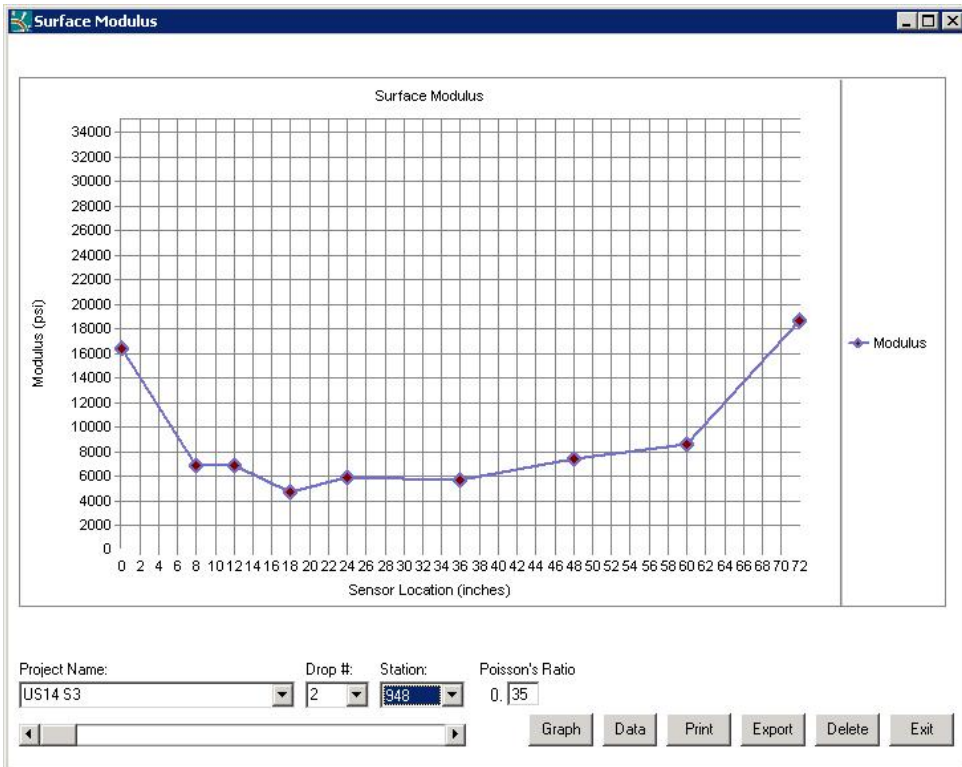 Surface Modulus
Surface Modulus
34000
32000
30000
28000
26000
24000
22000
20000
18000
16000
14000
12000
10000
8000
6000
4000
2000
0
Modulus (psi)
Modulus
0 2 4 6 8 10 12 14 16 18 20 22 24 26 28 30 32 34 36 38 40 42 44 46 48 50 52 54 56 58 60 62 64 66 68 70 72
Sensor Location (inches)
Project Name: Drop #: Station: Poisson's Ratio
US14 S3 2 948 0. 35
Graph Data Print Export Delete Exit